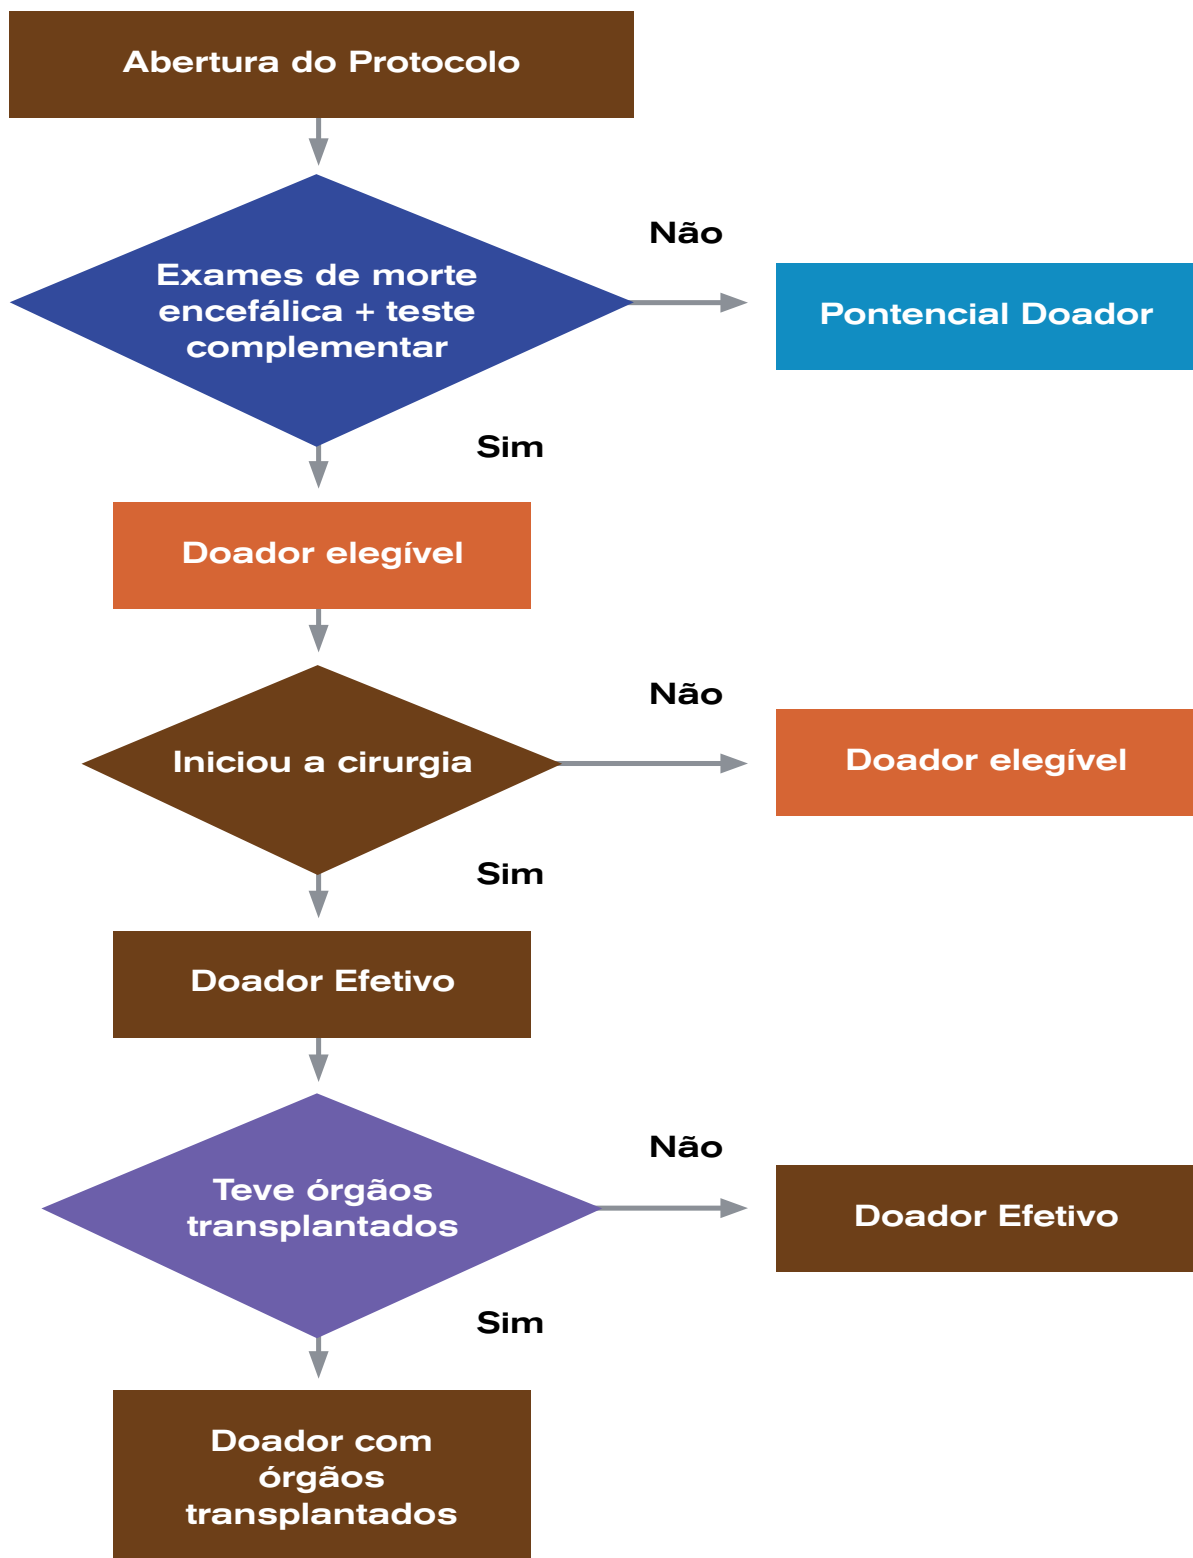 Abertura do Protocolo
Não
Exames de morte
encefálica + teste
complementar
Pontencial Doador
Sim
Doador elegível
Não
Iniciou a cirurgia
Doador elegível
Sim
Doador Efetivo
Não
Teve órgãos
transplantados
Doador Efetivo
Sim
Doador com
órgãos
transplantados